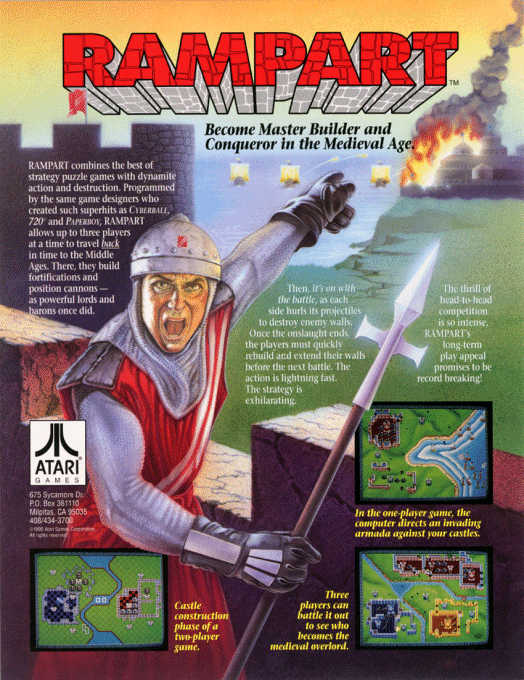 RAMPART
TM
Become Master Builder and
Conqueror in the Medieval Age.
RAMPART combines the best of
strategy puzzle games with dynamite
action and destruction. Programmed
by the same game designers who
created such superhits as CYBERBALL,
720° and PAPERBOY, RAMPART
allows up to three players
at a time to travel back
in time to the Middle
Ages. There, they build
fortifications and
position cannons —
as powerful lords and
barons once did.
Then, it's on with
the battle, as each
side hurls its projectiles
to destroy enemy walls.
Once the onslaught ends,
the players must quickly
rebuild and extend their walls
before the next battle. The
action is lightning fast.
The strategy is
exhilarating.
The thrill of
head-to-head
competition
is so intense,
RAMPART's
long-term
play appeal
promises to be
record breaking!
ATARI®
GAMES
675 Sycamore Dr.
P.O. Box 361110
Milpitas, CA 95035
408/434-3700
©1990 Atari Games Corporation
All rights reserved
In the one-player game, the
computer directs an invading
armada against your castles.
Castle
construction
phase of a
two-player
game.
Three
players can
battle it out
to see who
becomes the
medieval overlord.